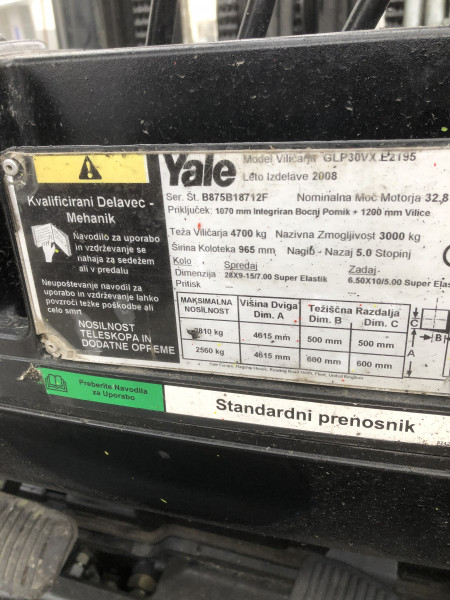 Yale
Model Viličarja GLP30VX E2195
Leto Izdelave 2008
Kvalificirani Delavec -
Mehanik
Navodilo za uporabo
in vzdrževanje se
nahaja za sedežem
ali v predalu
Neupoštevanje navodil za
uporabo in vzdrževanje lahko
povzroči težke poškodbe ali
celo smrt
NOSILNOST
TELESKOPA IN
DODATNE OPREME
Ser. Št. B875B18712F Nominalna Moč Motorja 32,8
Priključek: 1070 mm Integriran Bocnj Pomik + 1200 mm Vilice
Teža Viličarja 4700 kg Nazivna Zmogljivost 3000 kg
Širina Koloteka 965 mm Nagib - Nazaj 5.0 Stopinj
Kolo Spredaj Zadaj
Dimenzija 28X9-15/7.00 Super Elastik 6.50X10/5.00 Super Elas
Pritisk
MAKSIMALNA NOSILNOST Višina Dviga Dim. A Težiščna Razdalja Dim. B Dim. C
2810 kg 4615 mm 500 mm 500 mm
2560 kg 4615 mm 600 mm 600 mm
C
B
A
Preberite Navodila
za Uporabo
Standardni prenosnik